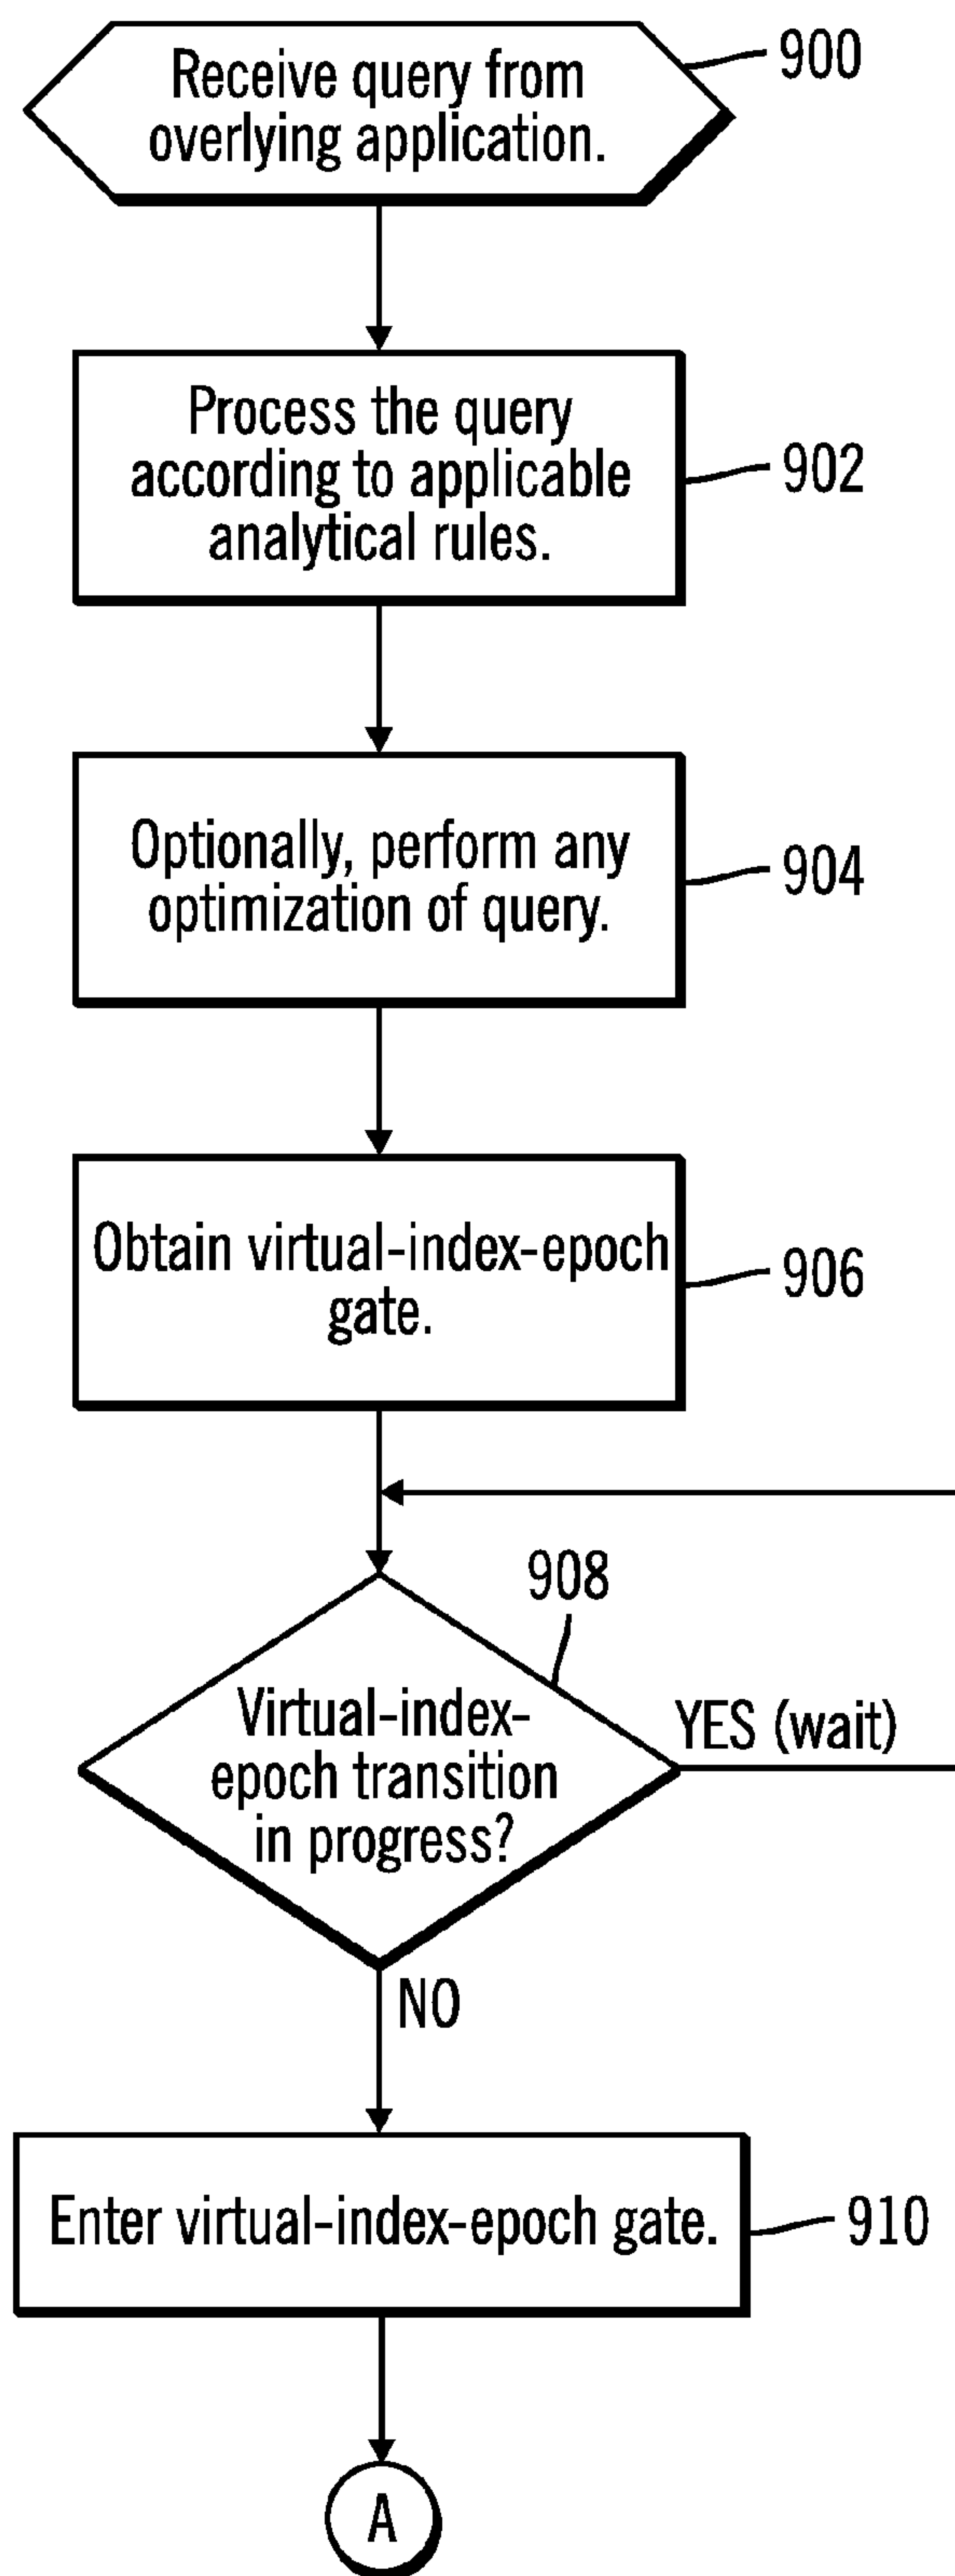 Receive query from
overlying application.
900
Process the query
according to applicable
analytical rules.
902
Optionally, perform any
optimization of query.
904
Obtain virtual-index-epoch
gate.
906
908
Virtual-index-
epoch transition
in progress?
YES (wait)
NO
Enter virtual-index-epoch gate.
910
A